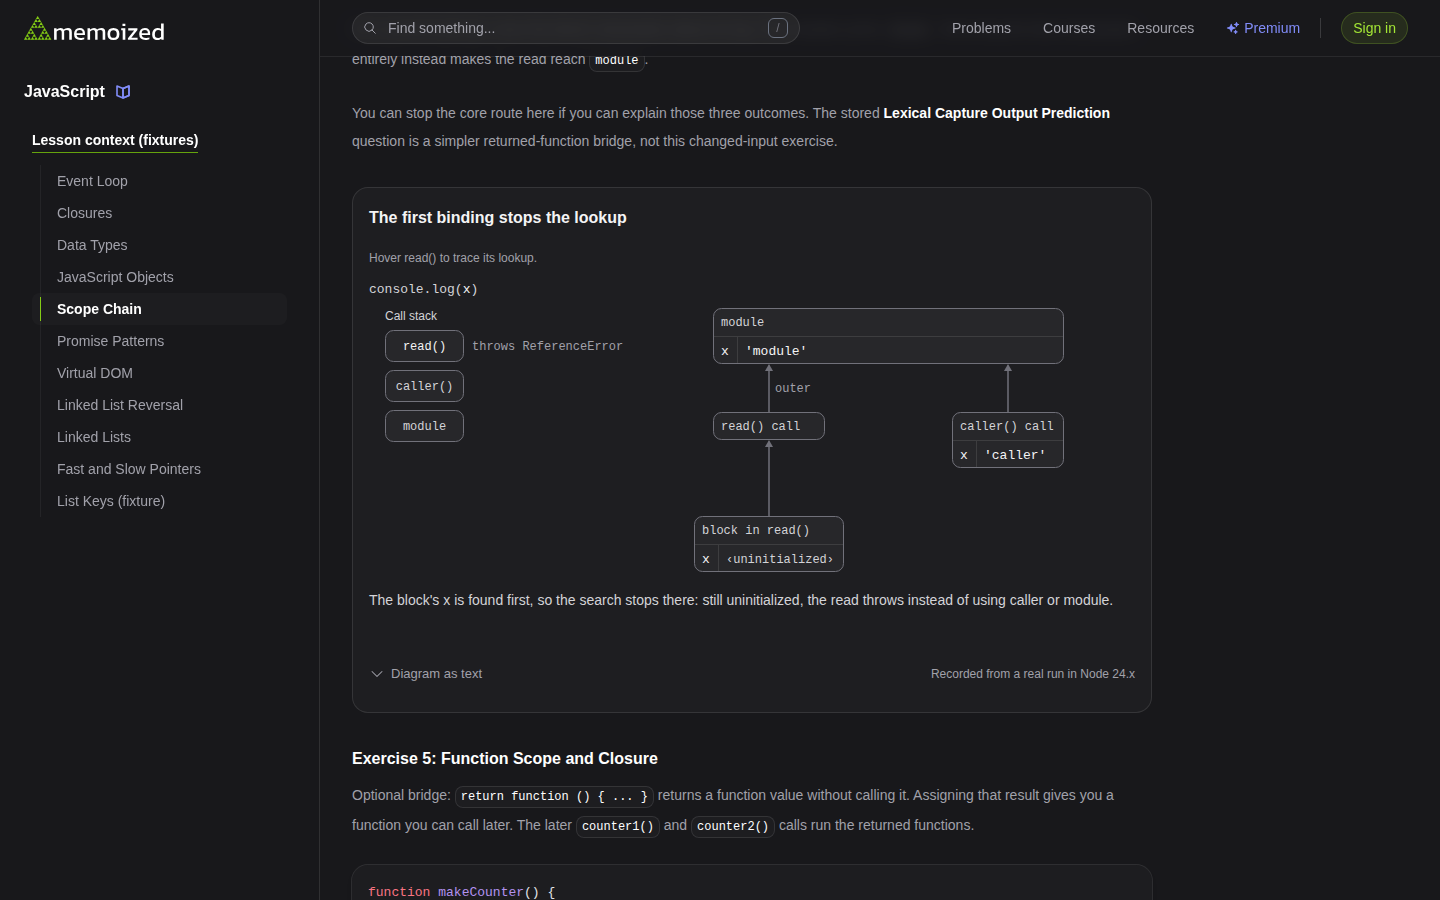 memoized
Find something...
/
Problems
Courses
Resources
Premium
Sign in
JavaScript
Lesson context (fixtures)
Event Loop
Closures
Data Types
JavaScript Objects
Scope Chain
Promise Patterns
Virtual DOM
Linked List Reversal
Linked Lists
Fast and Slow Pointers
List Keys (fixture)
entirely instead makes the read reach module.
You can stop the core route here if you can explain those three outcomes. The stored Lexical Capture Output Prediction
question is a simpler returned-function bridge, not this changed-input exercise.
The first binding stops the lookup
Hover read() to trace its lookup.
console.log(x)
Call stack
read() throws ReferenceError
caller()
module
module
x 'module'
outer
read() call
caller() call
x 'caller'
block in read()
x ‹uninitialized›
The block's x is found first, so the search stops there: still uninitialized, the read throws instead of using caller or module.
Diagram as text
Recorded from a real run in Node 24.x
Exercise 5: Function Scope and Closure
Optional bridge: return function () { ... } returns a function value without calling it. Assigning that result gives you a
function you can call later. The later counter1() and counter2() calls run the returned functions.
function makeCounter() {